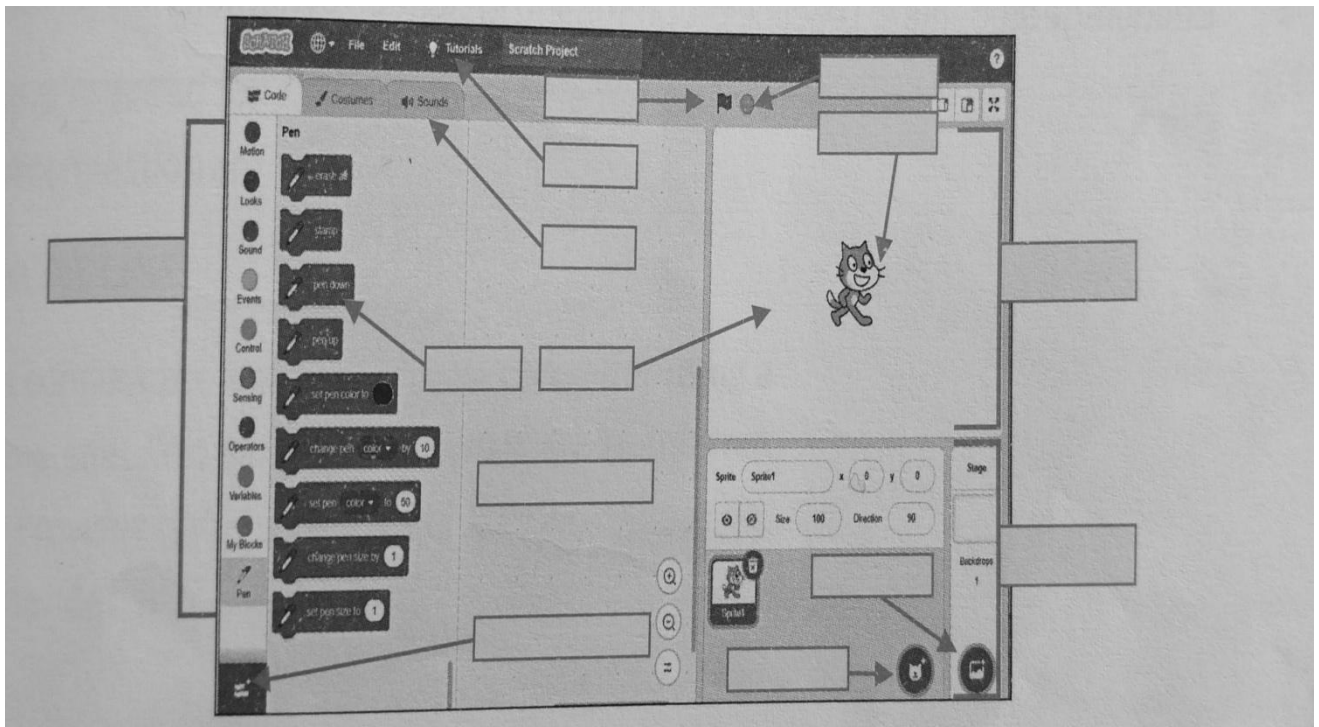 SCRATCH File Edit Tutorials Scratch Project ?
Code Costumes Sounds
Motion
Looks
Sound
Events
Control
Sensing
Operators
Variables
My Blocks
Pen
Pen
erase all
stamp
pen down
pen up
set pen color to
change pen color by 10
set pen color to 50
change pen size by 1
set pen size to 1
Sprite Sprite1 x 0 y 0
Size 100 Direction 90
Sprite1
Stage
Backdrops
1